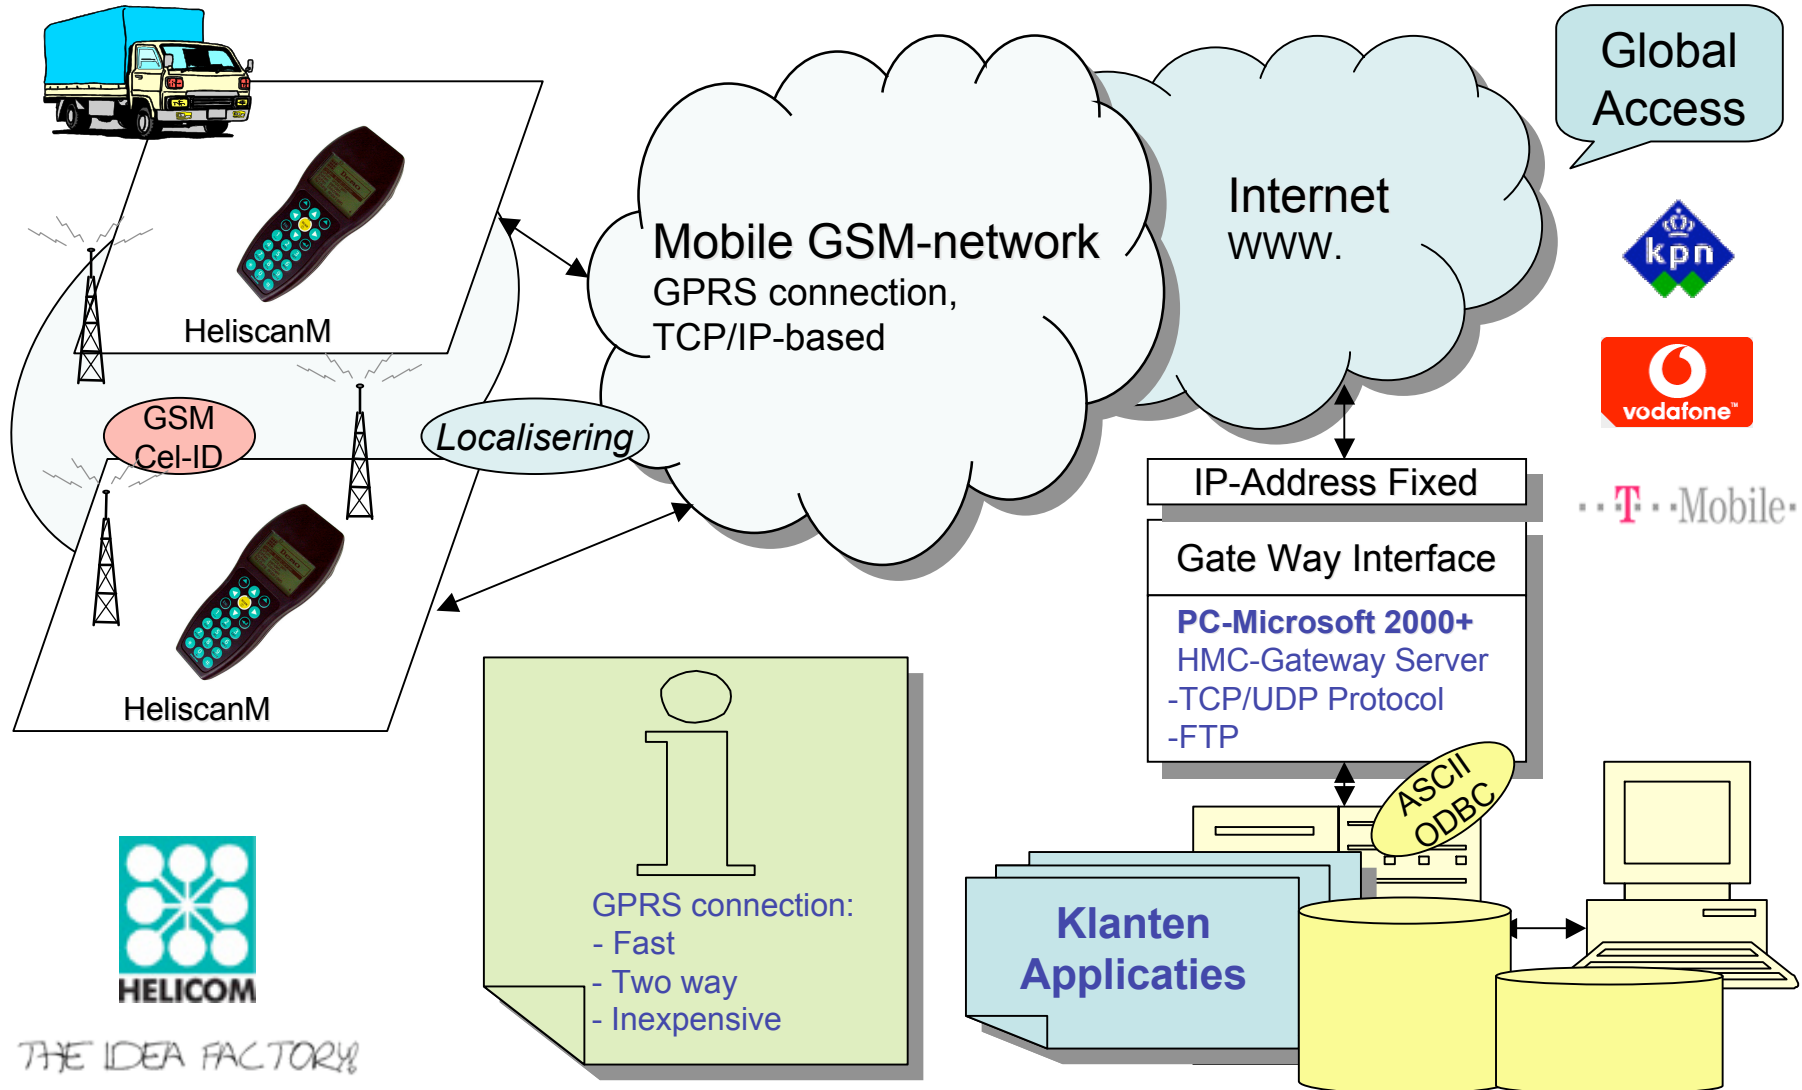 Global
Access
Internet
WWW.
Mobile GSM-network
GPRS connection,
TCP/IP-based
kpn
HeliscanM
vodofone™
GSM
Cel-ID
Localisering
IP-Address Fixed
T Mobile
Gate Way Interface
PC-Microsoft 2000+
HMC-Gateway Server
-TCP/UDP Protocol
-FTP
HeliscanM
ASCII
ODBC
i
GPRS connection:
- Fast
- Two way
- Inexpensive
Klanten
Applicaties
HELICOM
THE IDEA FACTORY!